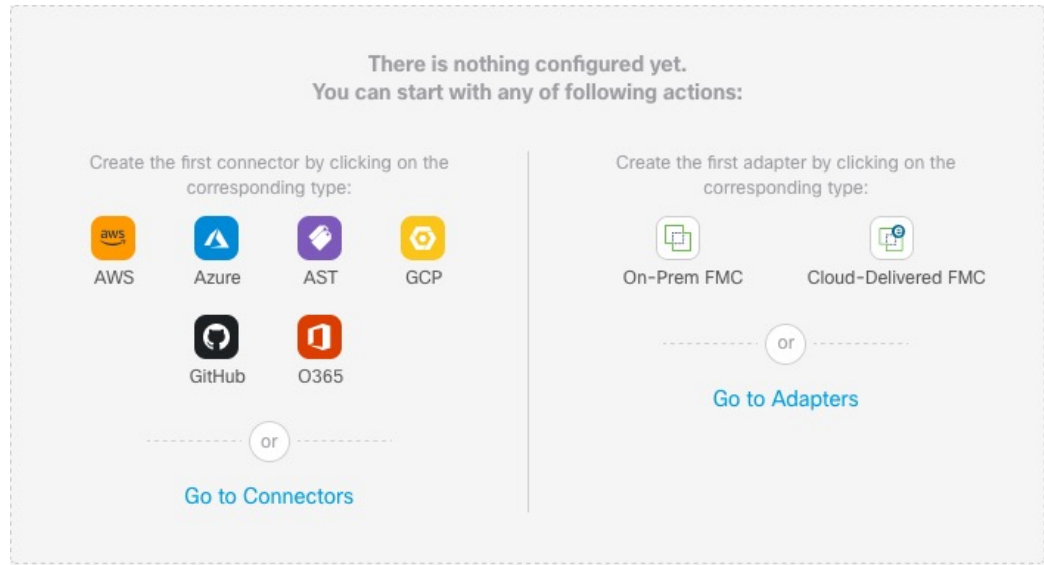 There is nothing configured yet.
You can start with any of following actions:
Create the first connector by clicking on the
corresponding type:
aws
AWS
Azure
AST
GCP
GitHub
O365
or
Go to Connectors
Create the first adapter by clicking on the
corresponding type:
On-Prem FMC
Cloud-Delivered FMC
or
Go to Adapters